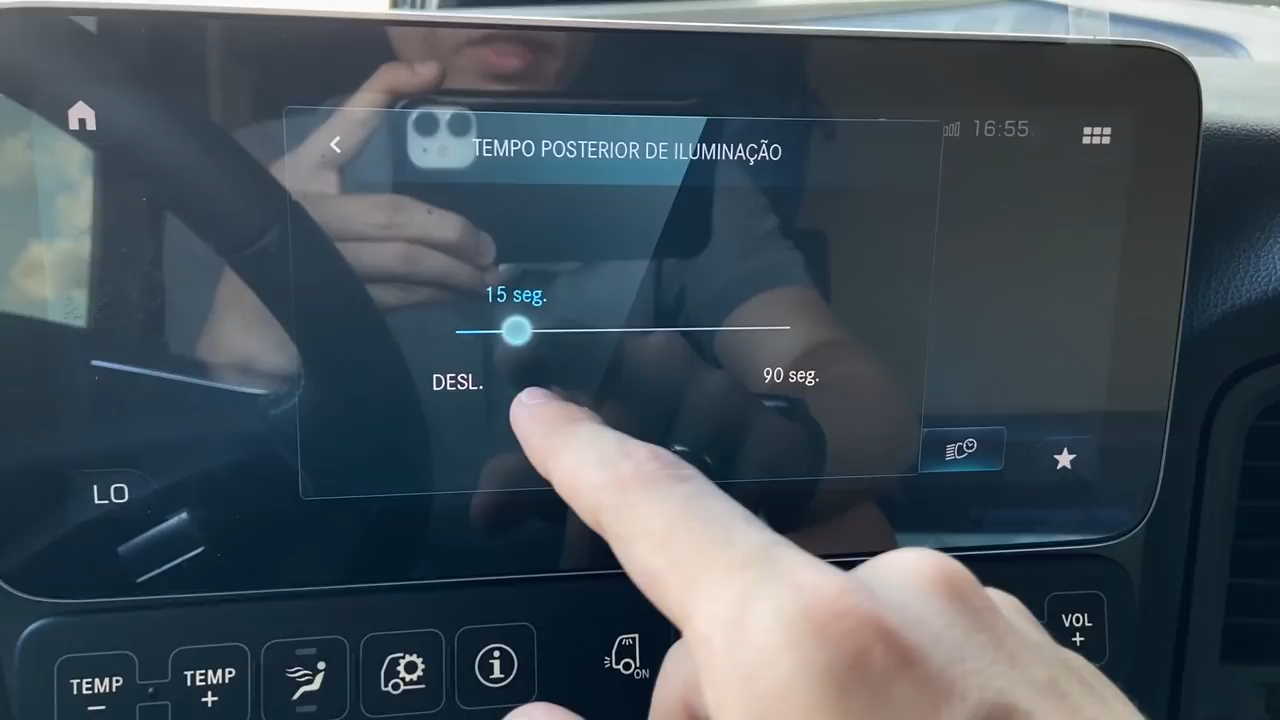 16:55
TEMPO POSTERIOR DE ILUMINAÇÃO
15 seg.
DESL.
90 seg.
LO
TEMP
−
TEMP
+
ON
VOL
+